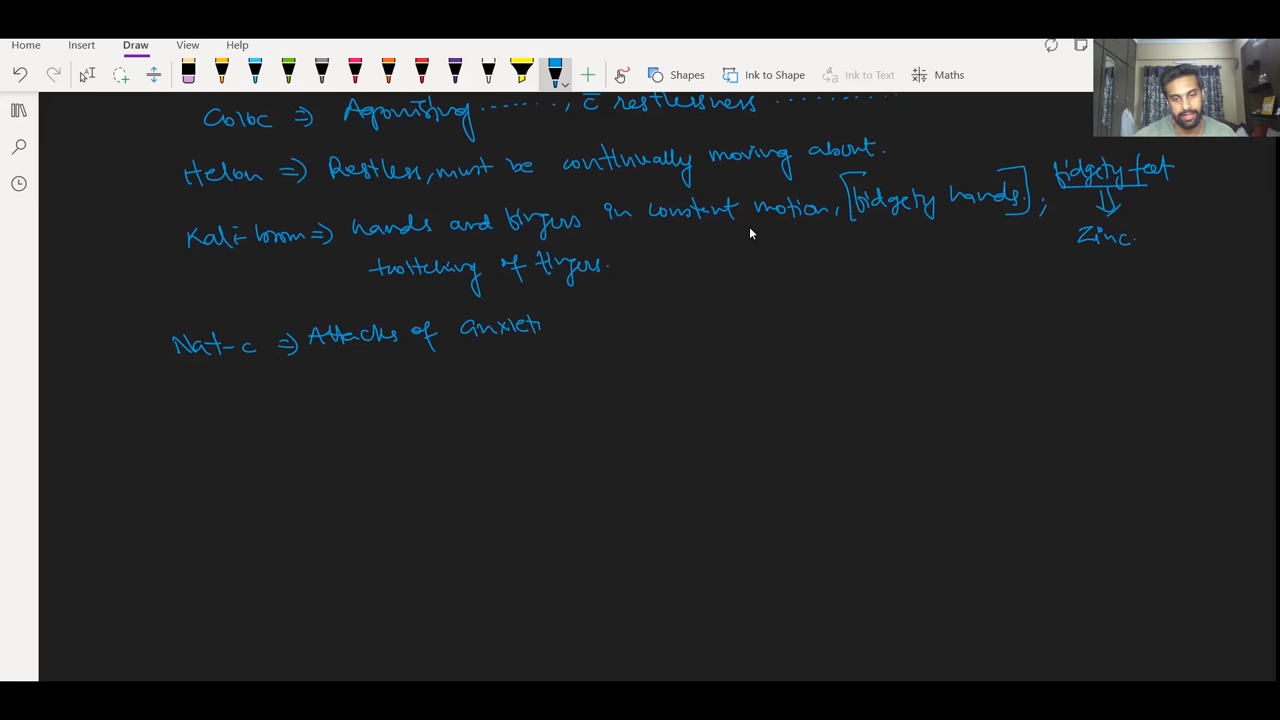 Home Insert Draw View Help
Shapes Ink to Shape Ink to Text Maths
Coloc ⇒ Agonising ........, c̄ restlessness ..........
Helon ⇒ Restless, must be continually moving about.
Kali-brom ⇒ hands and fingers in constant motion, [fidgety hands.] ; fidgety feet
⇓
Zinc.
twitching of fingers.
Nat-c ⇒ Attacks of anxiet